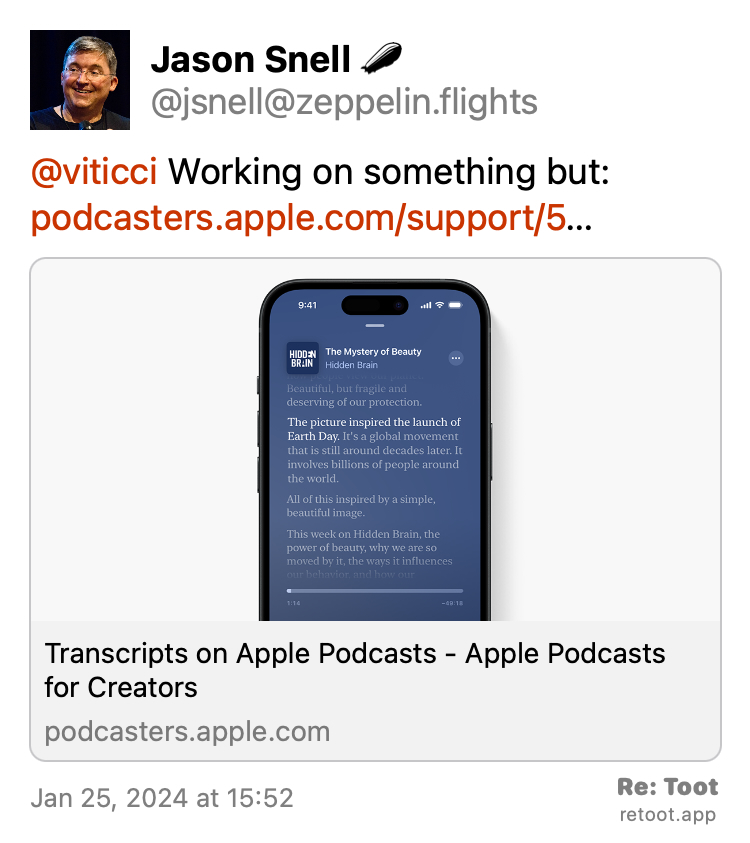 Jason Snell
@jsnell@zeppelin.flights
@viticci Working on something but:
podcasters.apple.com/support/5...
9:41
HIDDEN
BRAIN
The Mystery of Beauty
Hidden Brain
Beautiful, but fragile and
deserving of our protection.
The picture inspired the launch of
Earth Day. It's a global movement
that is still around decades later. It
involves billions of people around
the world.
All of this inspired by a simple,
beautiful image.
This week on Hidden Brain, the
power of beauty, why we are so
moved by it, the ways it influences
our behavior, and how our
1:14
Transcripts on Apple Podcasts - Apple Podcasts
for Creators
podcasters.apple.com
Jan 25, 2024 at 15:52
Re: Toot
retoot.app